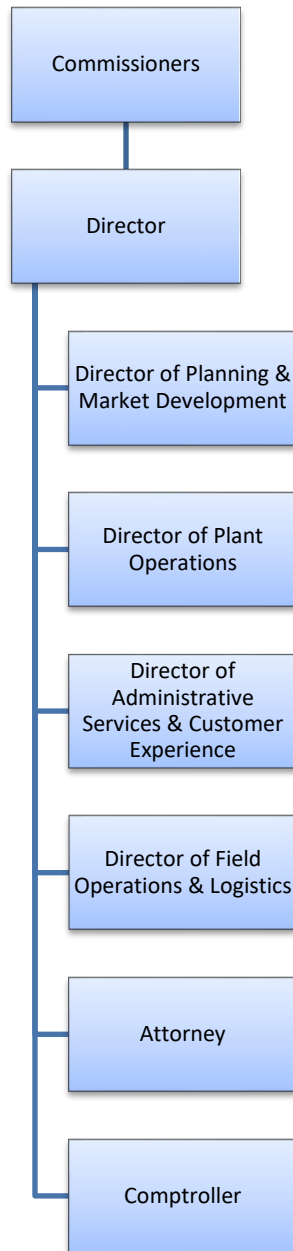 Commissioners
Director
Director of Planning &
Market Development
Director of Plant
Operations
Director of
Administrative
Services & Customer
Experience
Director of Field
Operations & Logistics
Attorney
Comptroller